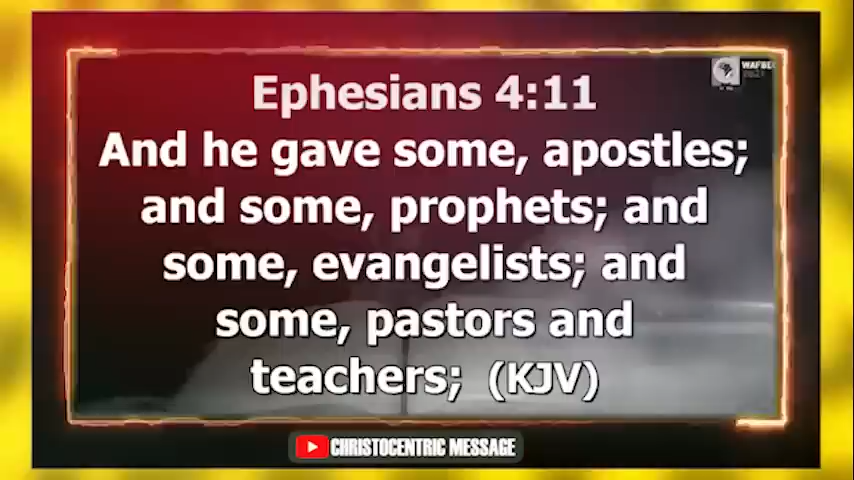 WAFBEC
Ephesians 4:11
And he gave some, apostles;
and some, prophets; and
some, evangelists; and
some, pastors and
teachers; (KJV)
CHRISTOCENTRIC MESSAGE